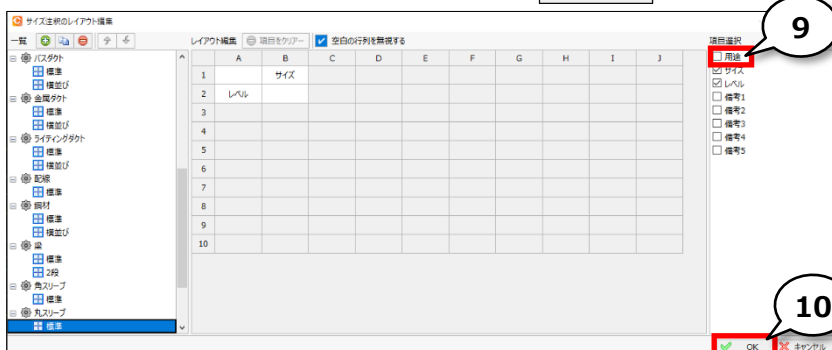 サイズ注釈のレイアウト編集
一覧
レイアウト編集 項目をクリアー 空白の行列を無視する
項目選択
9
バスダクト
標準
横並び
金属ダクト
標準
横並び
ライティングダクト
標準
横並び
配線
標準
鋼材
標準
横並び
梁
標準
2段
角スリーブ
標準
丸スリーブ
標準
A B C D E F G H I J
1 サイズ
2 レベル
3
4
5
6
7
8
9
10
用途
サイズ
レベル
備考1
備考2
備考3
備考4
備考5
10
OK キャンセル